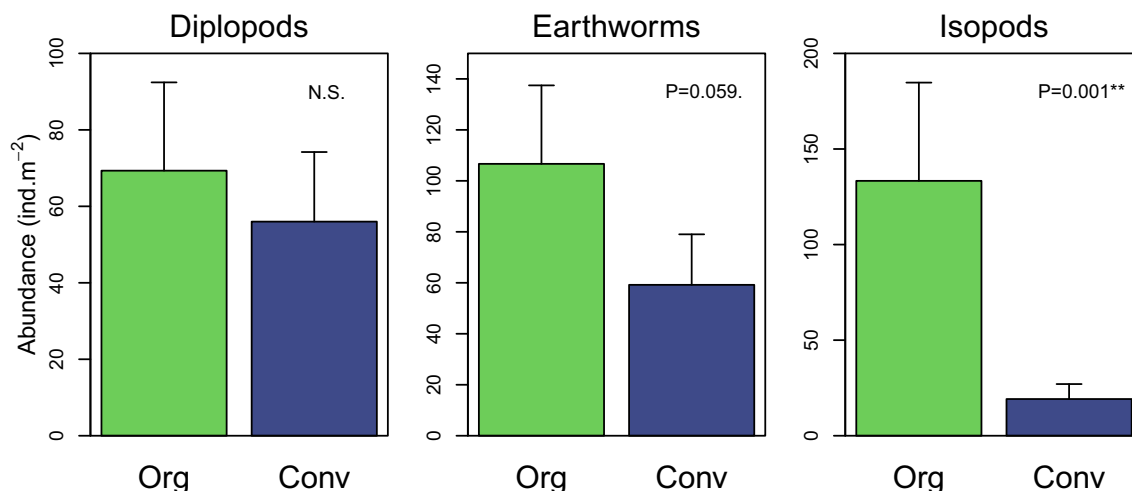 Diplopods
Earthworms
Isopods
Abundance (ind.m−2)
0
20
40
60
80
100
N.S.
Org
Conv
0
20
40
60
80
100
120
140
P=0.059.
Org
Conv
0
50
100
150
200
P=0.001**
Org
Conv